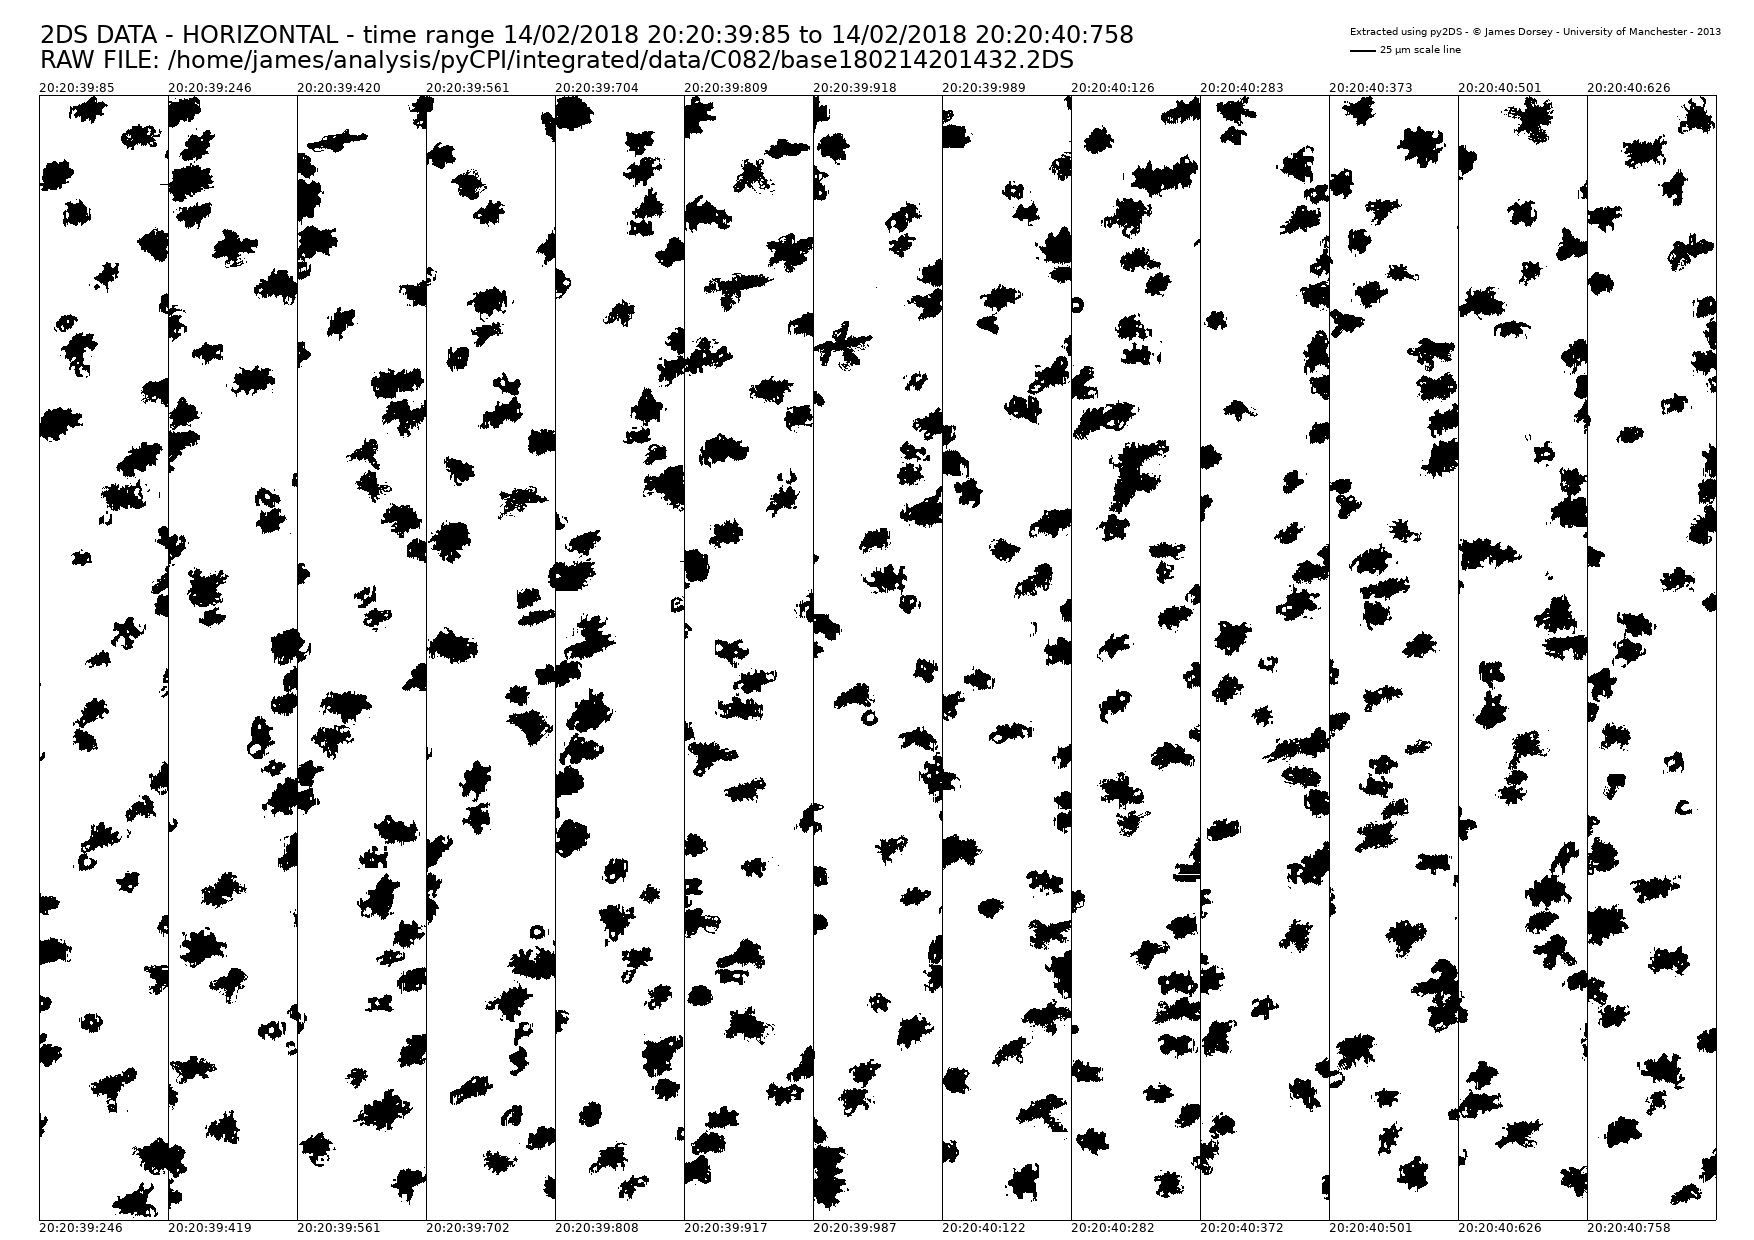 2DS DATA - HORIZONTAL - time range 14/02/2018 20:20:39:85 to 14/02/2018 20:20:40:758
RAW FILE: /home/james/analysis/pyCPI/integrated/data/C082/base180214201432.2DS
Extracted using py2DS - © James Dorsey - University of Manchester - 2013
25 µm scale line
20:20:39:85 20:20:39:246 20:20:39:420 20:20:39:561 20:20:39:704 20:20:39:809 20:20:39:918 20:20:39:989 20:20:40:126 20:20:40:283 20:20:40:373 20:20:40:501 20:20:40:626
20:20:39:246 20:20:39:419 20:20:39:561 20:20:39:702 20:20:39:808 20:20:39:917 20:20:39:987 20:20:40:122 20:20:40:282 20:20:40:372 20:20:40:501 20:20:40:626 20:20:40:758